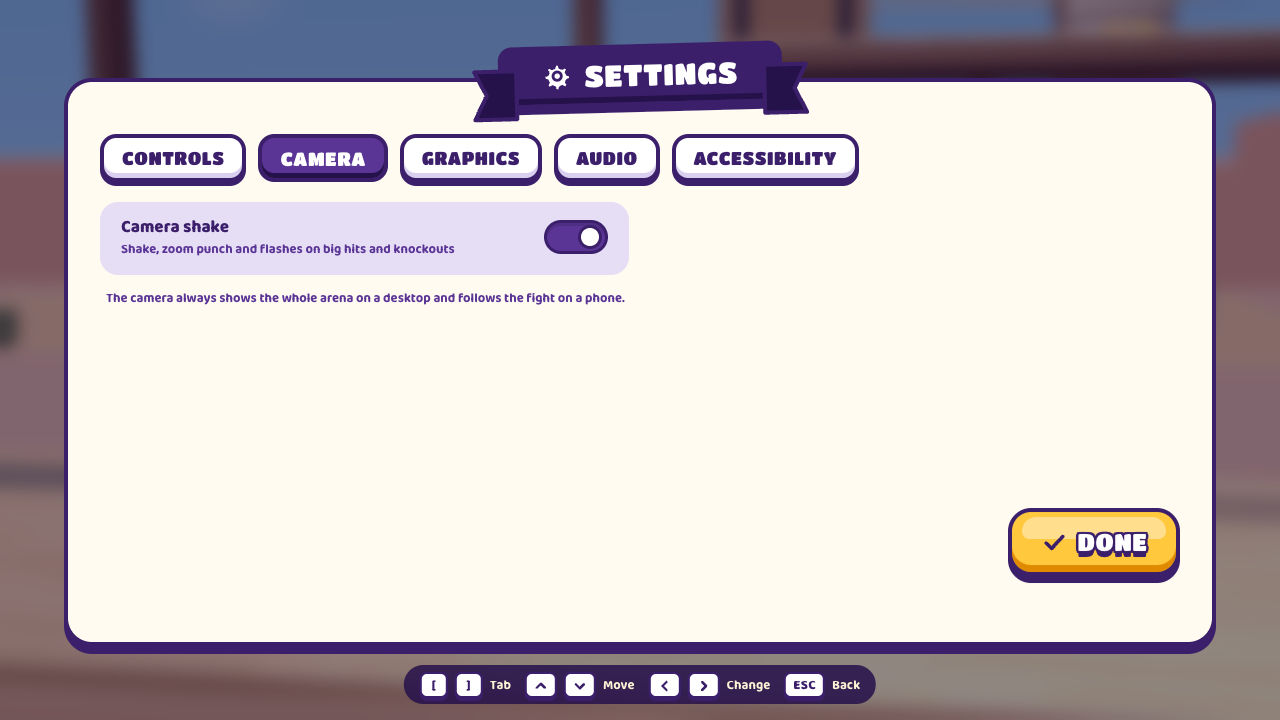 SETTINGS
CONTROLS CAMERA GRAPHICS AUDIO ACCESSIBILITY
Camera shake
Shake, zoom punch and flashes on big hits and knockouts
The camera always shows the whole arena on a desktop and follows the fight on a phone.
DONE
[ ] Tab Move Change ESC Back